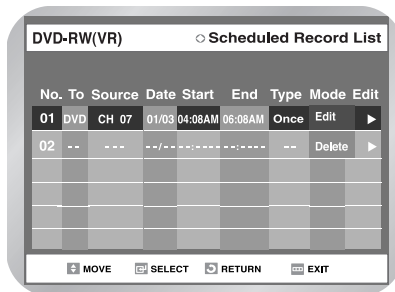 DVD-RW(VR) Scheduled Record List
No. To Source Date Start End Type Mode Edit
01 DVD CH 07 01/03 04:08AM 06:08AM Once Edit ►
02 -- --- --/-- --:---- --:---- -- Delete ►
MOVE SELECT RETURN EXIT